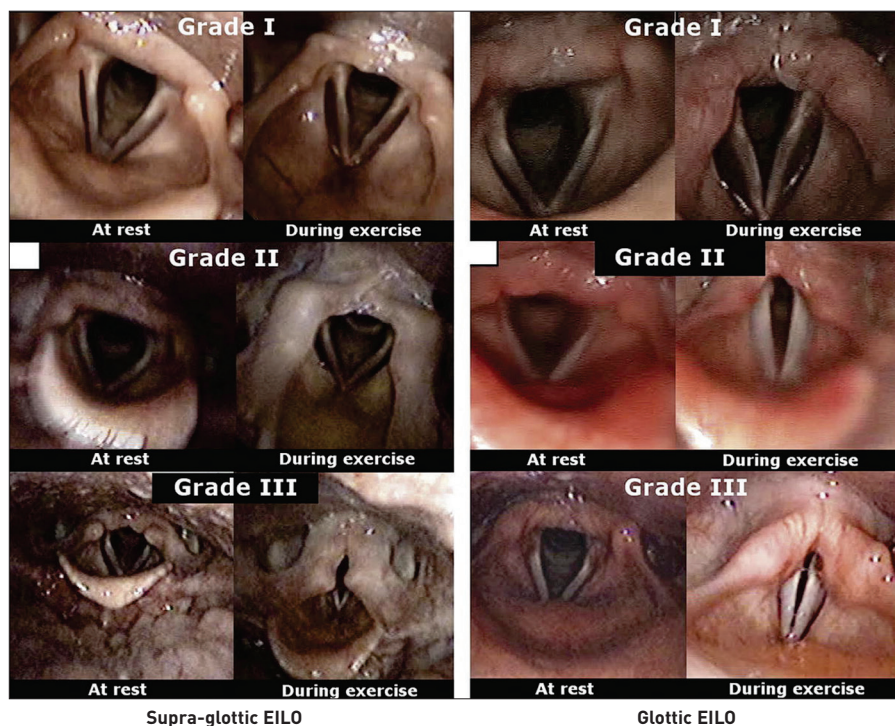 Grade I
At rest
During exercise
Grade II
At rest
During exercise
Grade III
At rest
During exercise
Supra-glottic EILO
Grade I
At rest
During exercise
Grade II
At rest
During exercise
Grade III
At rest
During exercise
Glottic EILO